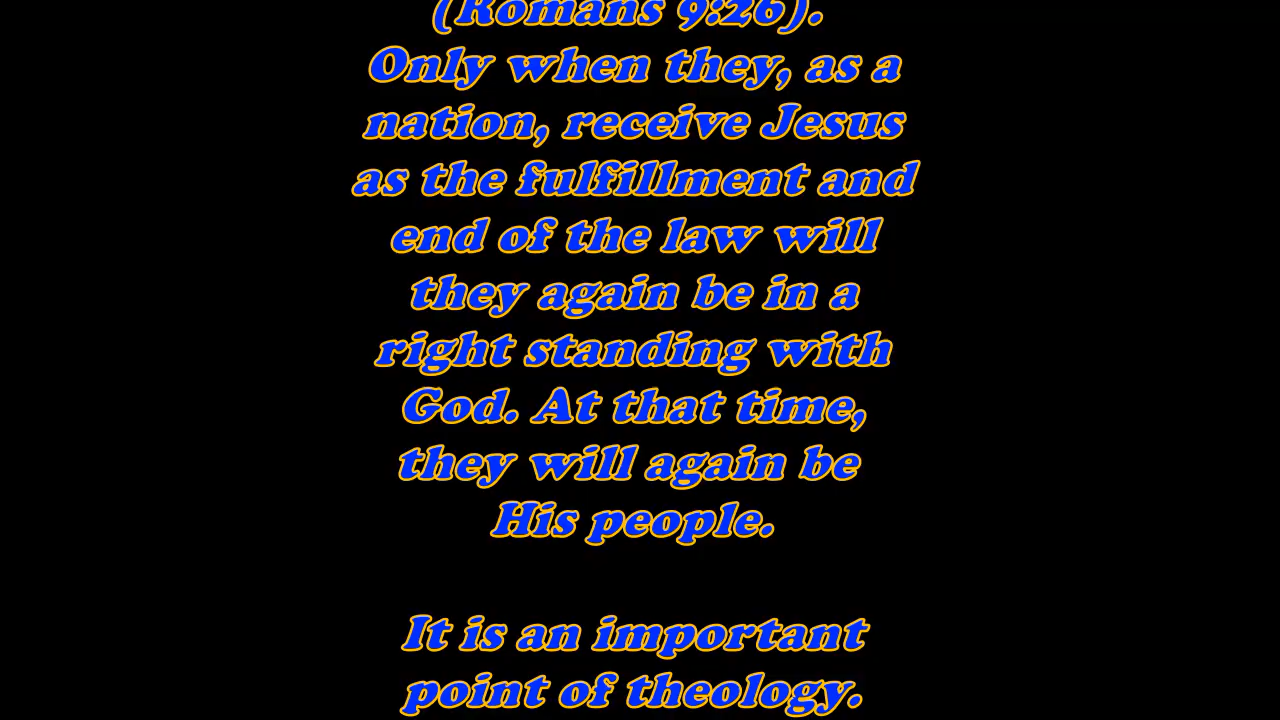 (Romans 9:26).
Only when they, as a
nation, receive Jesus
as the fulfillment and
end of the law will
they again be in a
right standing with
God. At that time,
they will again be
His people.
It is an important
point of theology.